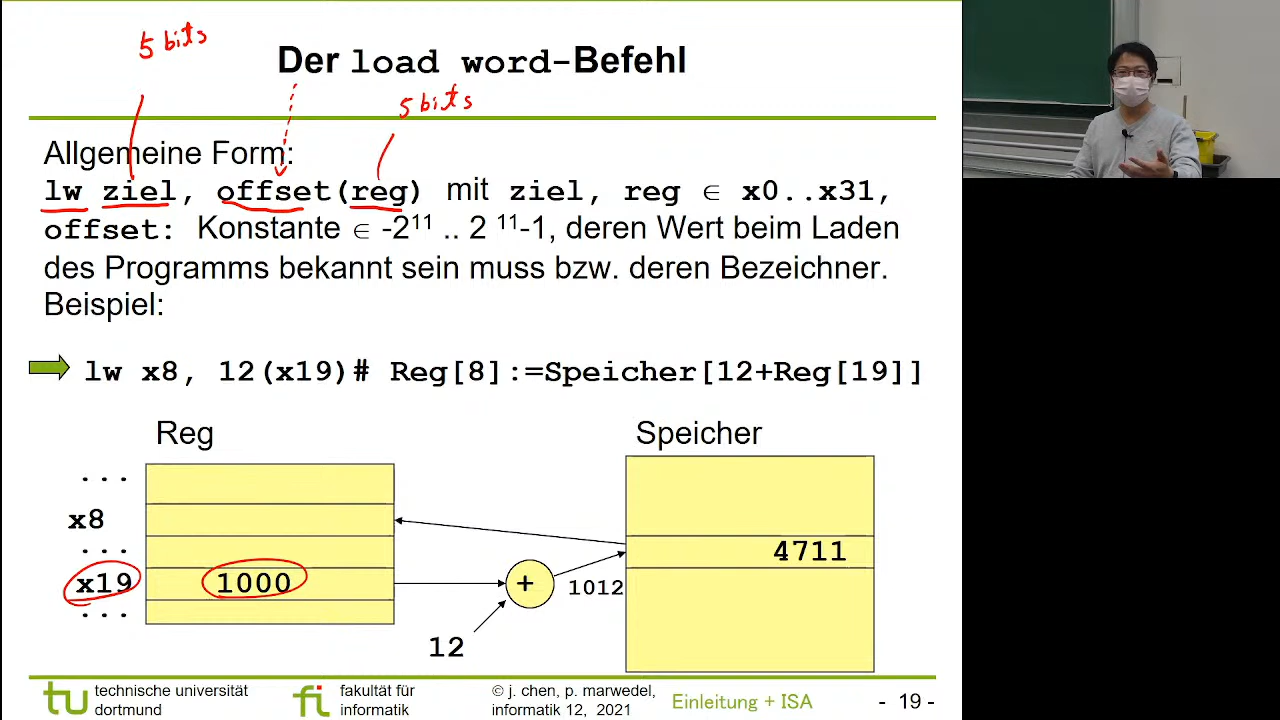 5 bits
Der load word-Befehl
5 bits
Allgemeine Form:
lw ziel, offset(reg) mit ziel, reg ∈ x0..x31,
offset: Konstante ∈ -2¹¹ .. 2 ¹¹-1, deren Wert beim Laden
des Programms bekannt sein muss bzw. deren Bezeichner.
Beispiel:
lw x8, 12(x19)# Reg[8]:=Speicher[12+Reg[19]]
Reg
Speicher
...
x8
...
4711
x19
1000
+
1012
...
12
tu
technische universität
dortmund
fi
fakultät für
informatik
© j. chen, p. marwedel,
informatik 12, 2021
Einleitung + ISA
- 19 -